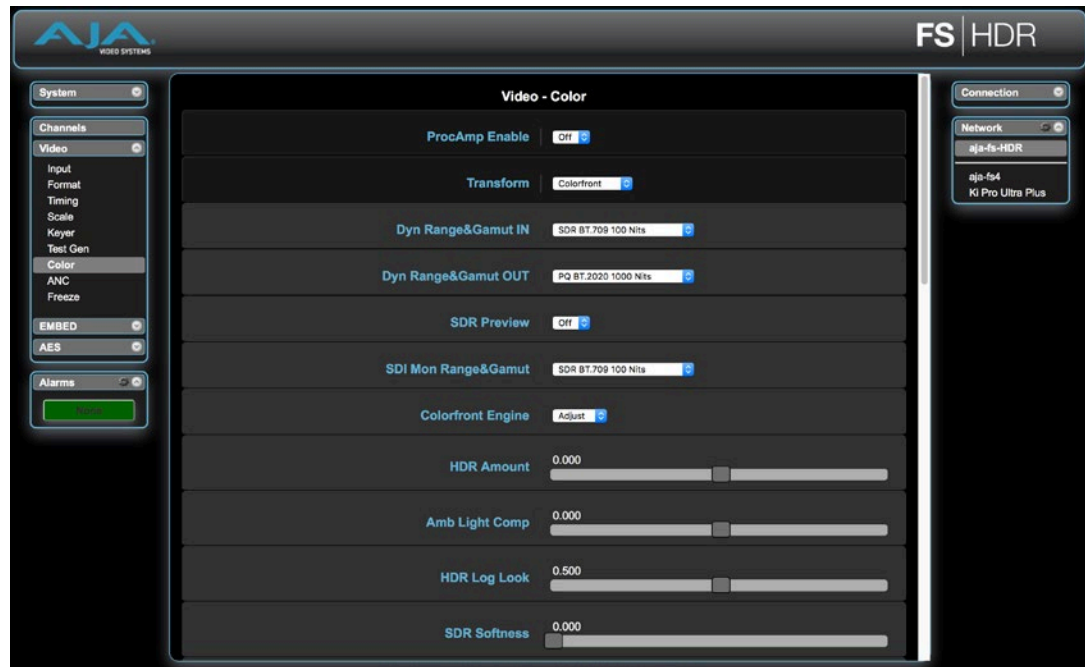 AJA
VIDEO SYSTEMS
FS|HDR
System
Channels
Video
Input
Format
Timing
Scale
Keyer
Test Gen
Color
ANC
Freeze
EMBED
AES
Alarms
None
Video - Color
ProcAmp Enable Off
Transform Colorfront
Dyn Range&Gamut IN SDR BT.709 100 Nits
Dyn Range&Gamut OUT PQ BT.2020 1000 Nits
SDR Preview Off
SDI Mon Range&Gamut SDR BT.709 100 Nits
Colorfront Engine Adjust
HDR Amount 0.000
Amb Light Comp 0.000
HDR Log Look 0.500
SDR Softness 0.000
Connection
Network
aja-fs-HDR
aja-fs4
Ki Pro Ultra Plus